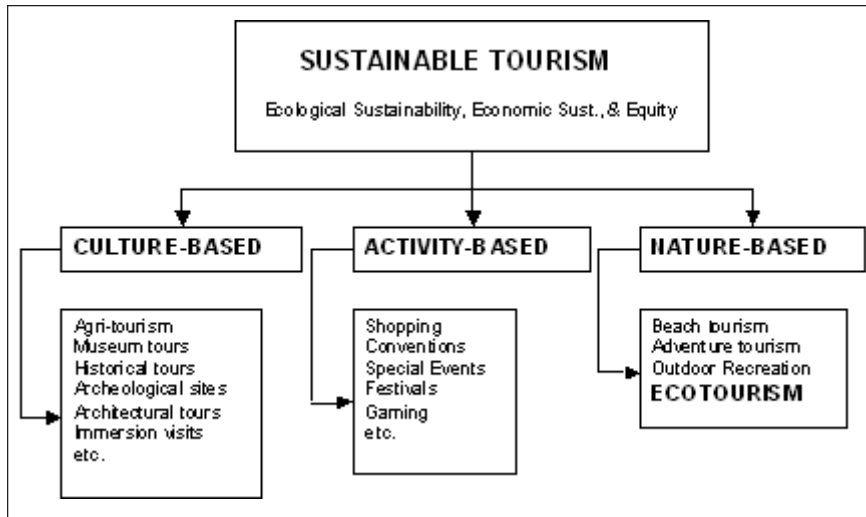 SUSTAINABLE TOURISM
Ecological Sustainability, Economic Sust., & Equity
CULTURE-BASED
ACTIVITY-BASED
NATURE-BASED
Agri-tourism
Museum tours
Historical tours
Archeological sites
Architectural tours
Immersion visits
etc.
Shopping
Conventions
Special Events
Festivals
Gaming
etc.
Beach tourism
Adventure tourism
Outdoor Recreation
ECOTOURISM